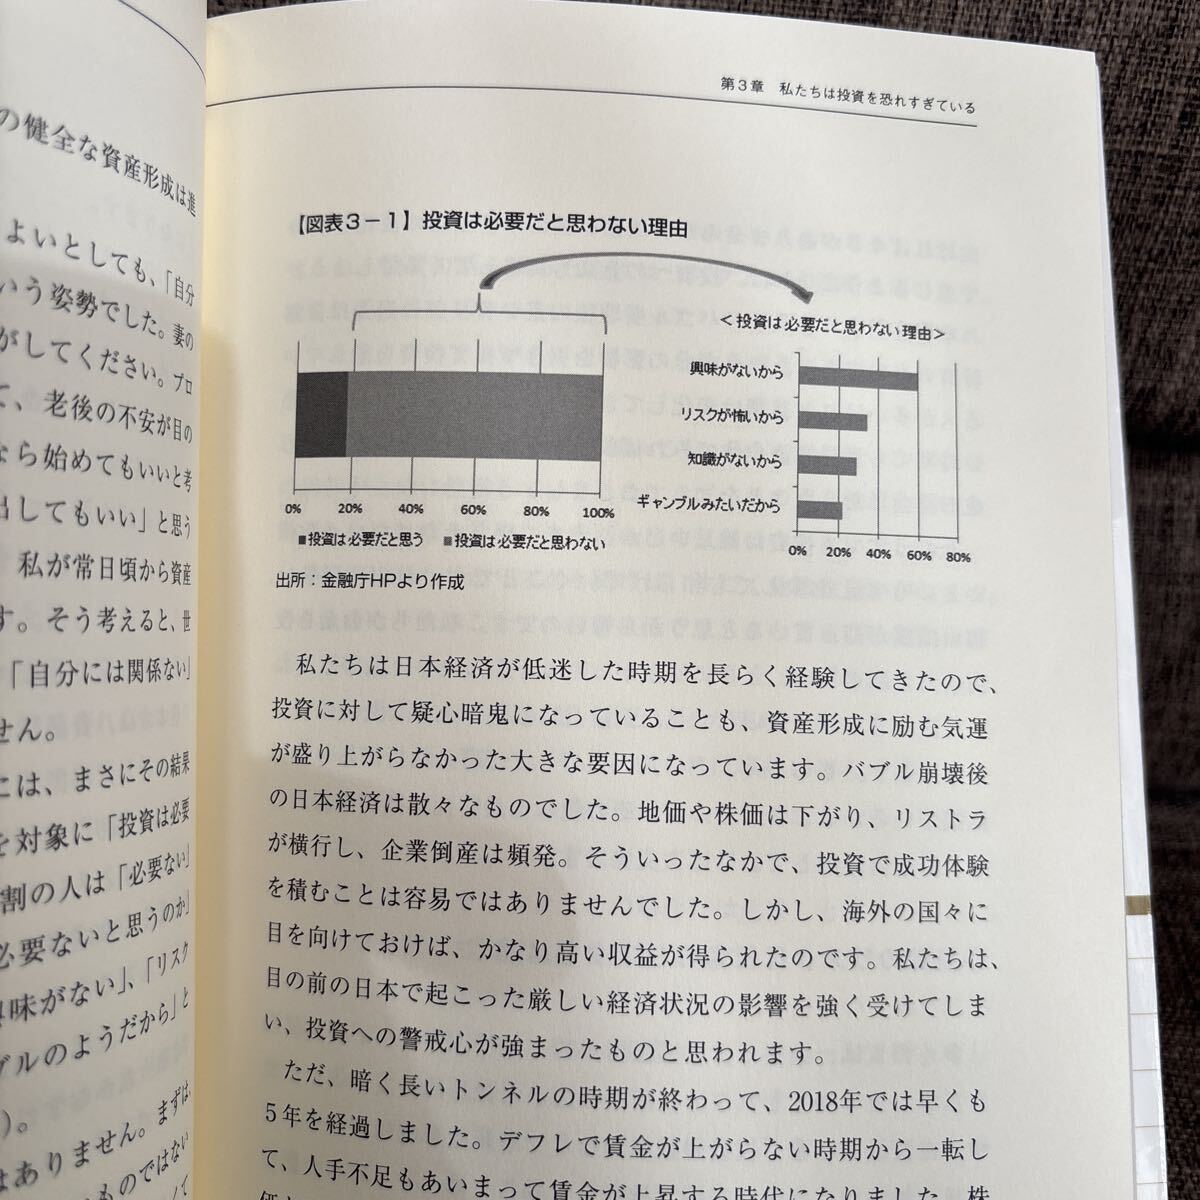 の健全な資産形成は進
よいとしても、「自分
いう姿勢でした。妻の
がしてください。プロ
て、老後の不安が目の
なら始めてもいいと考
出してもいい」と思う
私が常日頃から資産
す。そう考えると、世
「自分には関係ない」
せん。
こは、まさにその結果
を対象に「投資は必要
割の人は「必要ない」
必要ないと思うのか」
味がない」、「リスク
ブルのようだから」と
)。
はありません。まずは、
ものではない
第3章 私たちは投資を恐れすぎている
【図表3-1】投資は必要だと思わない理由
<投資は必要だと思わない理由>
興味がないから
リスクが怖いから
知識がないから
ギャンブルみたいだから
0% 20% 40% 60% 80%
0% 20% 40% 60% 80% 100%
■投資は必要だと思う ■投資は必要だと思わない
出所:金融庁HPより作成
私たちは日本経済が低迷した時期を長らく経験してきたので、
投資に対して疑心暗鬼になっていることも、資産形成に励む気運
が盛り上がらなかった大きな要因になっています。バブル崩壊後
の日本経済は散々なものでした。地価や株価は下がり、リストラ
が横行し、企業倒産は頻発。そういったなかで、投資で成功体験
を積むことは容易ではありませんでした。しかし、海外の国々に
目を向けておけば、かなり高い収益が得られたのです。私たちは、
目の前の日本で起こった厳しい経済状況の影響を強く受けてしま
い、投資への警戒心が強まったものと思われます。
ただ、暗く長いトンネルの時期が終わって、2018年では早くも
5年を経過しました。デフレで賃金が上がらない時期から一転し
て、人手不足もあいまって賃金が上昇する時代になりました。株